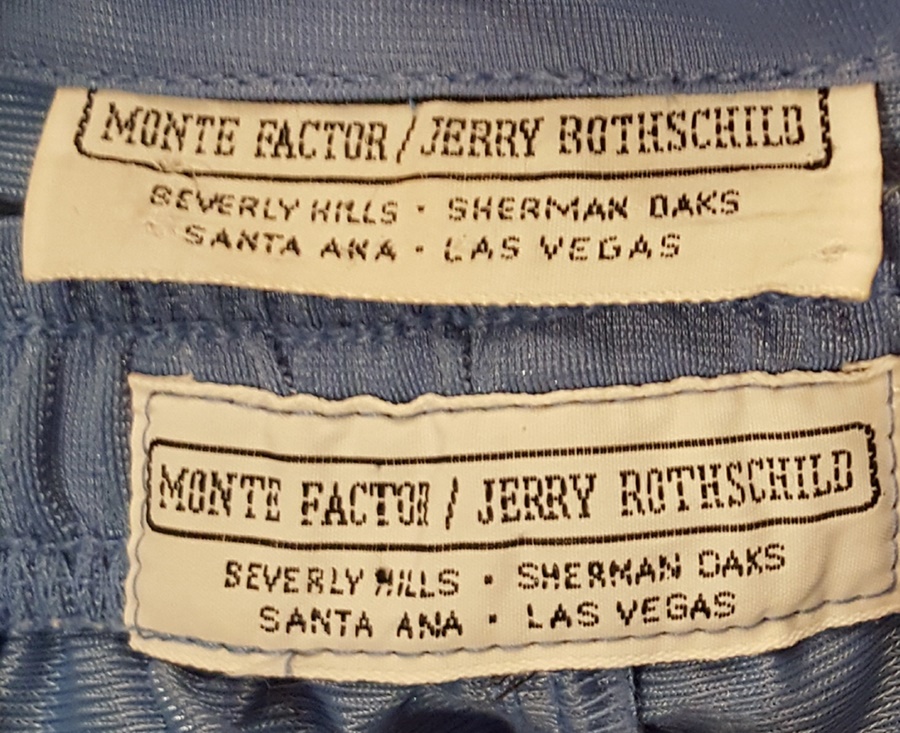 MONTE FACTOR / JERRY ROTHSCHILD
BEVERLY HILLS · SHERMAN OAKS
SANTA ANA · LAS VEGAS
MONTE FACTOR / JERRY ROTHSCHILD
BEVERLY HILLS · SHERMAN OAKS
SANTA ANA · LAS VEGAS